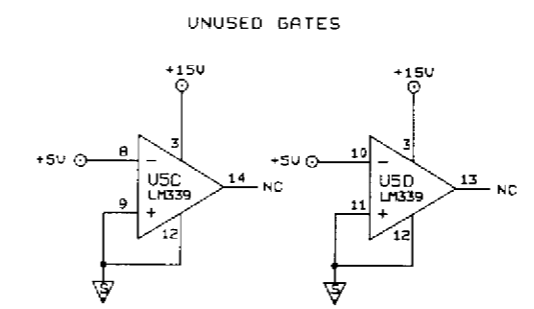 UNUSED GATES
+15V
+15V
3
3
+5V
8
-
+5V
10
-
U5C
LM339
14
NC
U5D
LM339
13
NC
9
+
11
+
12
12
S
S